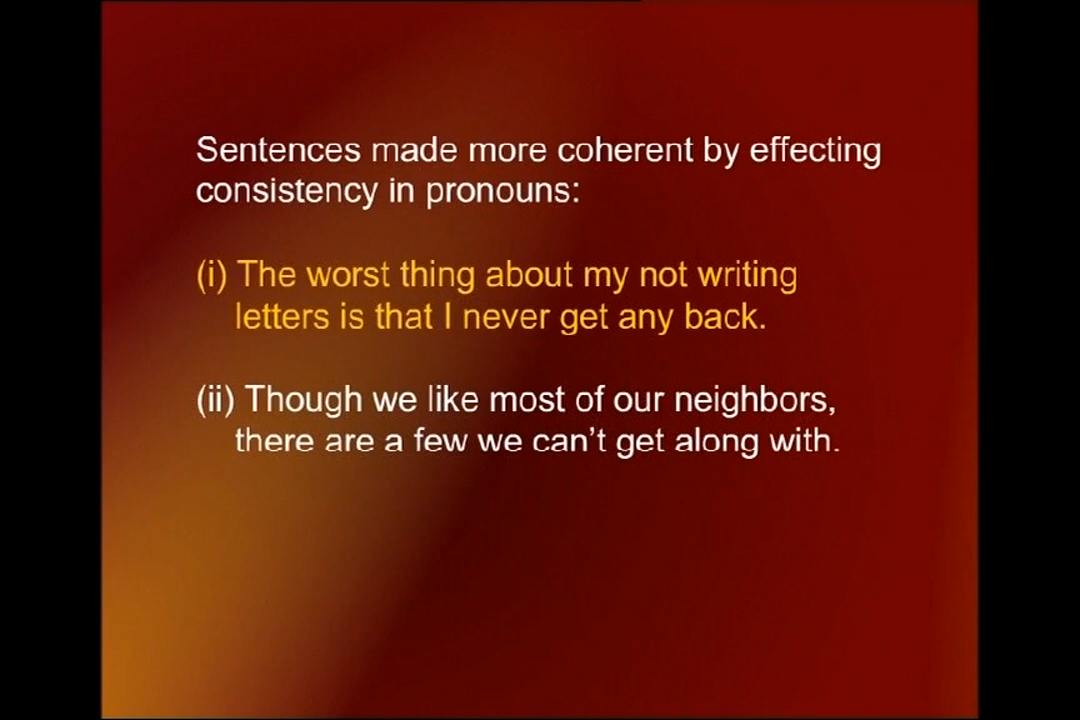 Sentences made more coherent by effecting
consistency in pronouns:
(i) The worst thing about my not writing
letters is that I never get any back.
(ii) Though we like most of our neighbors,
there are a few we can't get along with.